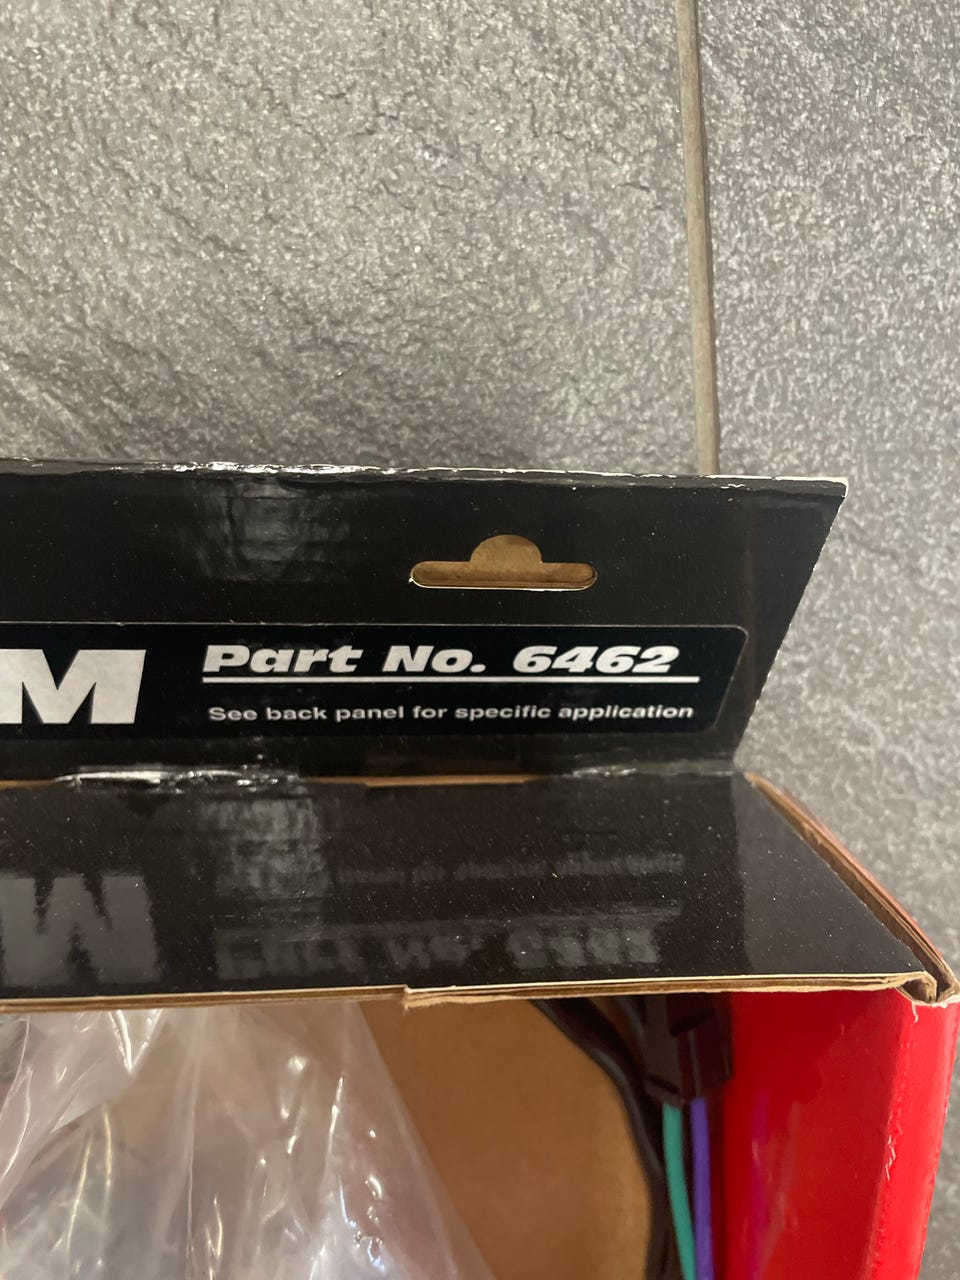 M
Part No. 6462
See back panel for specific application